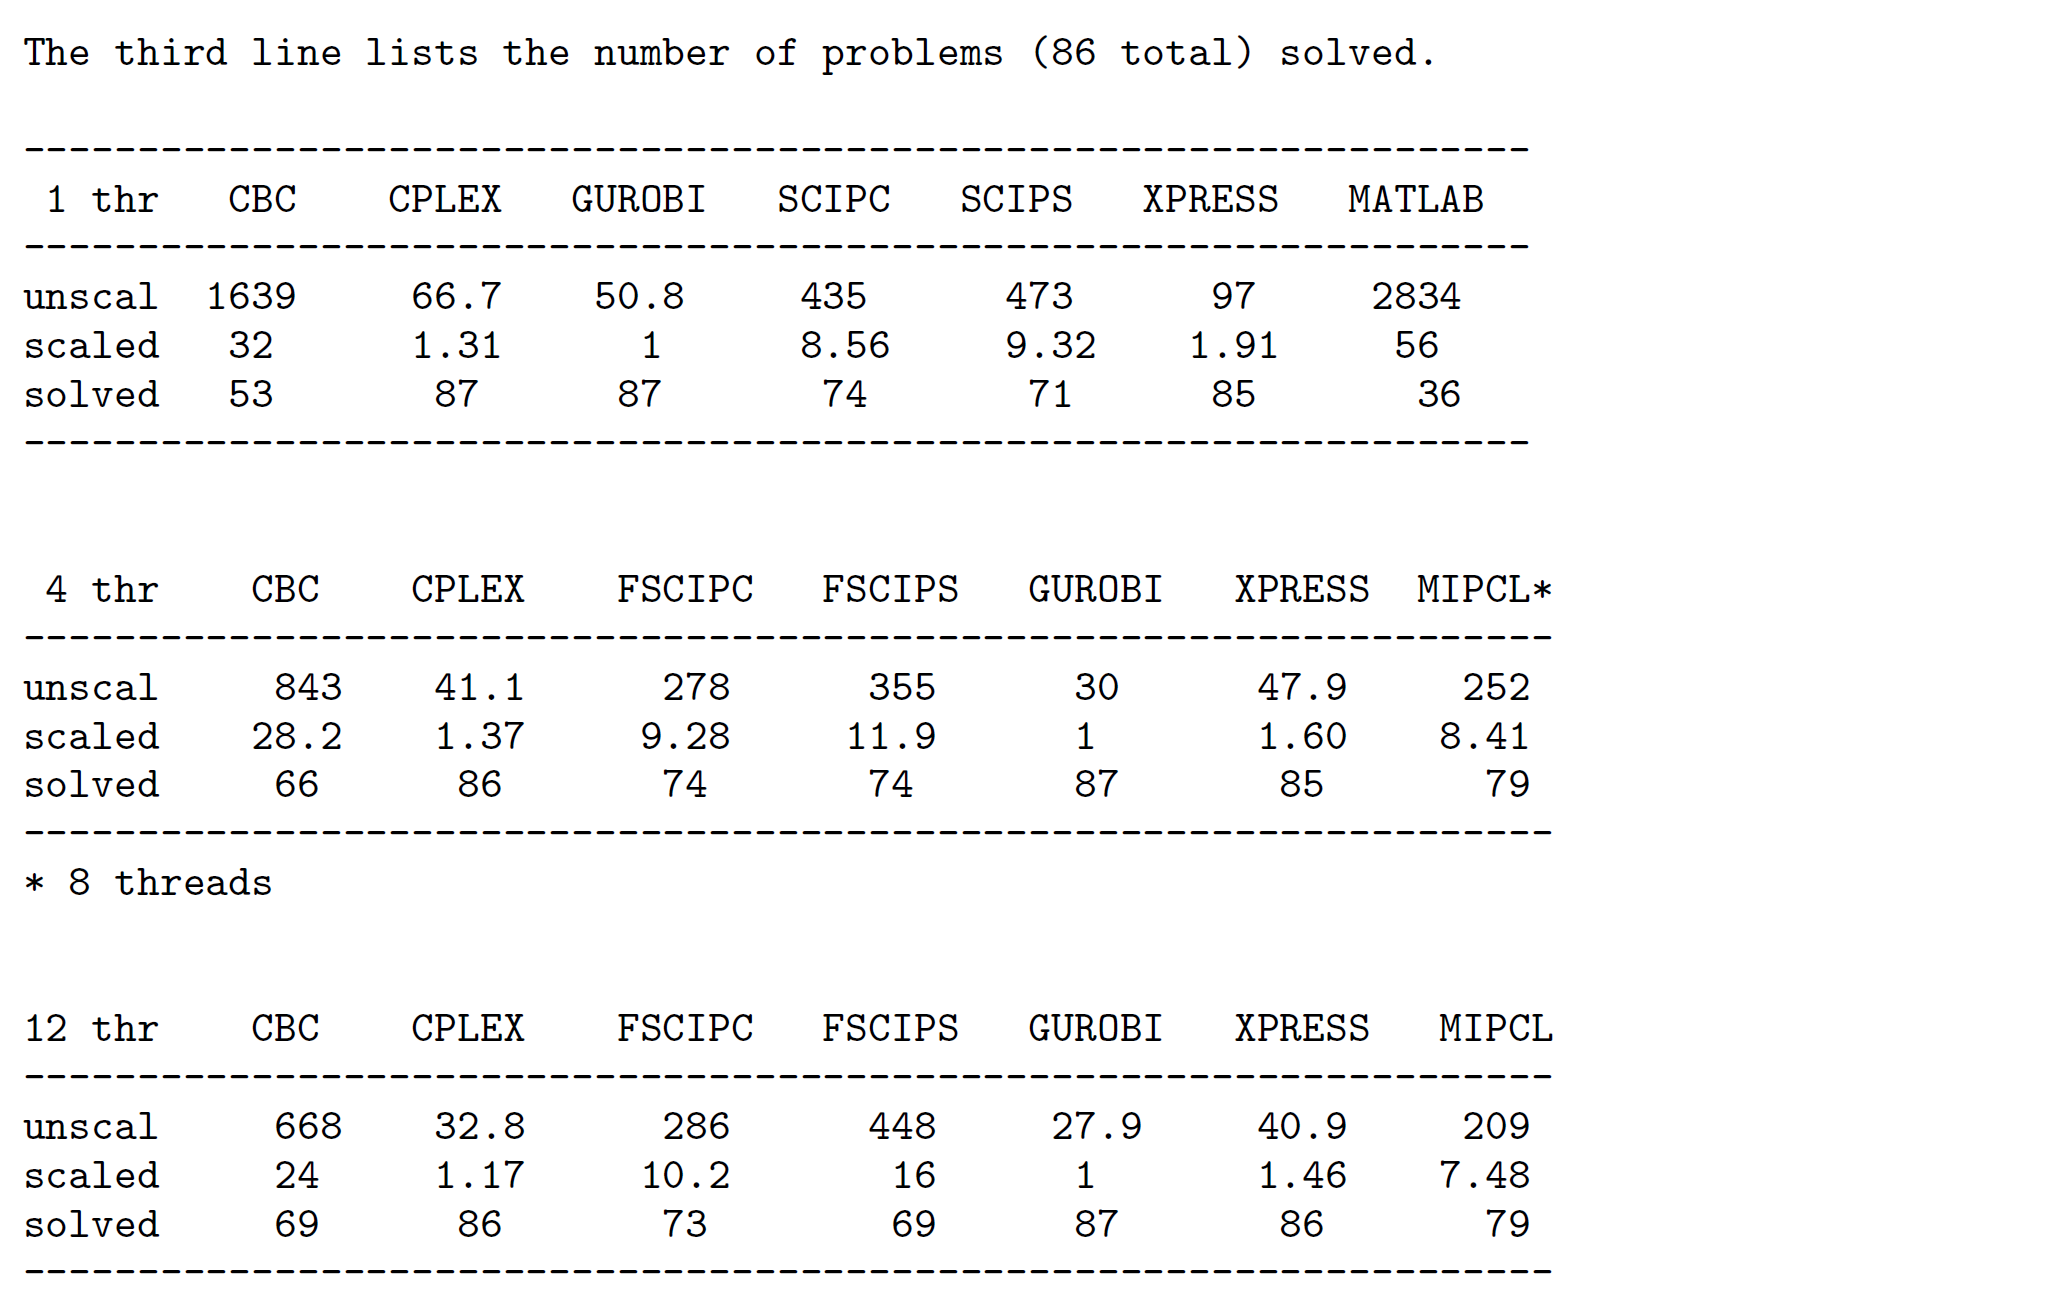 The third line lists the number of problems (86 total) solved.
-------------------------------------------------------------------
1 thr CBC CPLEX GUROBI SCIPC SCIPS XPRESS MATLAB
-------------------------------------------------------------------
unscal 1639 66.7 50.8 435 473 97 2834
scaled 32 1.31 1 8.56 9.32 1.91 56
solved 53 87 87 74 71 85 36
-------------------------------------------------------------------
4 thr CBC CPLEX FSCIPC FSCIPS GUROBI XPRESS MIPCL*
-------------------------------------------------------------------
unscal 843 41.1 278 355 30 47.9 252
scaled 28.2 1.37 9.28 11.9 1 1.60 8.41
solved 66 86 74 74 87 85 79
-------------------------------------------------------------------
* 8 threads
12 thr CBC CPLEX FSCIPC FSCIPS GUROBI XPRESS MIPCL
-------------------------------------------------------------------
unscal 668 32.8 286 448 27.9 40.9 209
scaled 24 1.17 10.2 16 1 1.46 7.48
solved 69 86 73 69 87 86 79
-------------------------------------------------------------------